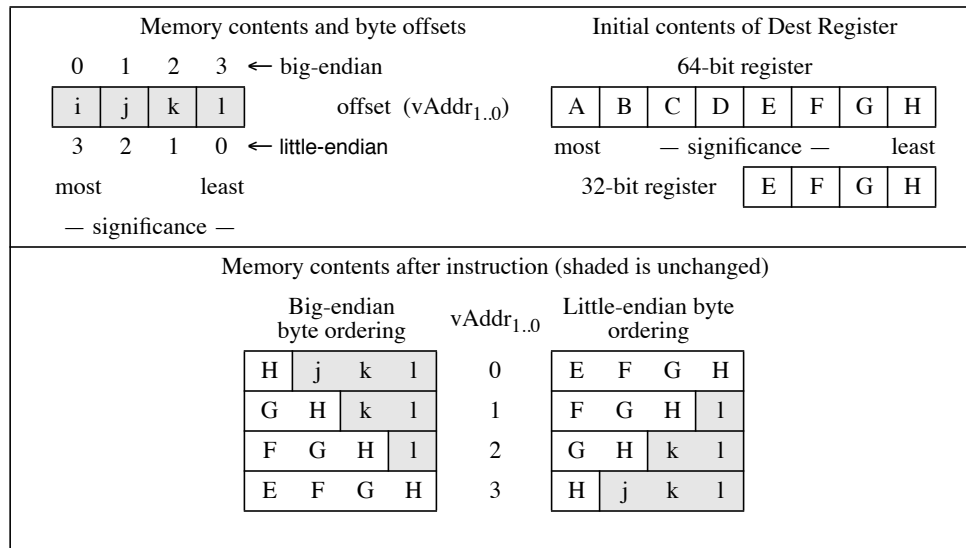 Memory contents and byte offsets
Initial contents of Dest Register
0 1 2 3 ← big-endian
64-bit register
i j k l
offset (vAddr1..0)
A B C D E F G H
3 2 1 0 ← little-endian
most — significance — least
most least
32-bit register
E F G H
— significance —
Memory contents after instruction (shaded is unchanged)
Big-endian
byte ordering
vAddr1..0
Little-endian byte
ordering
H j k l 0 E F G H
G H k l 1 F G H l
F G H l 2 G H k l
E F G H 3 H j k l